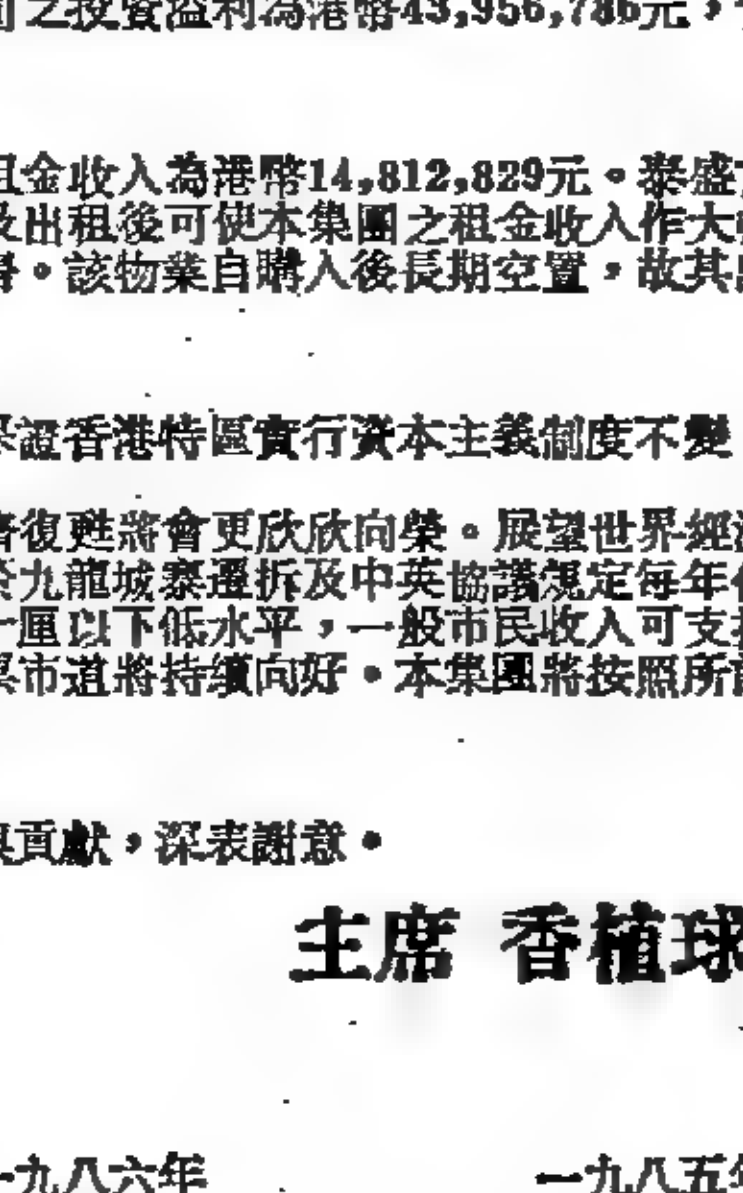 之投資溢利為港幣43,956,786元,
租金收入為港幣14,812,829元。泰盛
及出租後可使本集團之租金收入作大
。該物業自購入後長期空置,故其
保證香港特區實行資本主義制度不變
濟復甦將會更欣欣向榮。展望世界經濟
於九龍城寨遷拆及中英協議規定每年
十厘以下低水平,一般市民收入可支
市道將持續向好。本集團將按照所
貢獻,深表謝意。
主席 香植球
一九八六年 一九八五年